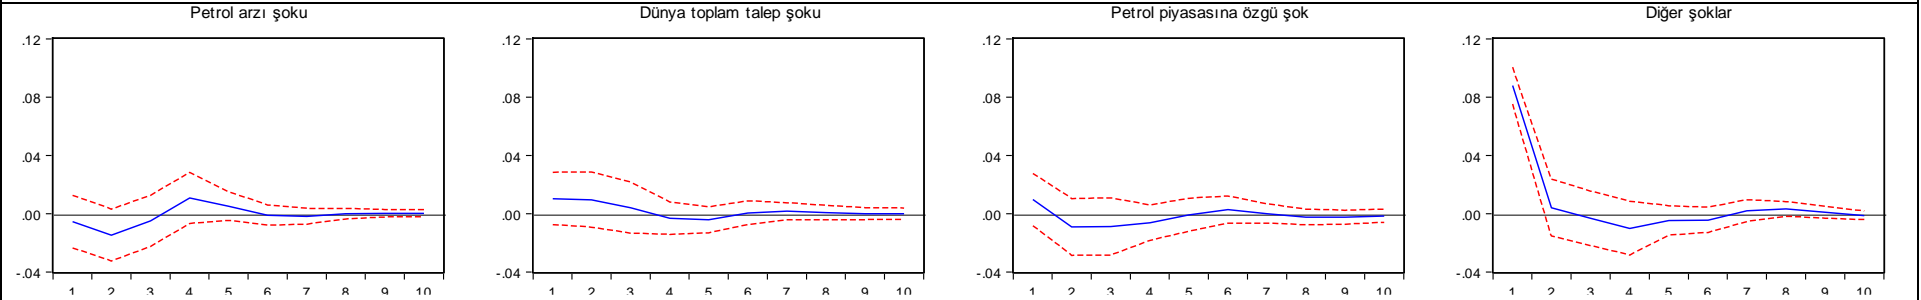 Petrol arzı şoku
Dünya toplam talep şoku
Petrol piyasasına özgü şok
Diğer şoklar
.12 .12 .12 .12
.08 .08 .08 .08
.04 .04 .04 .04
.00 .00 .00 .00
-.04 -.04 -.04 -.04
1 2 3 4 5 6 7 8 9 10
1 2 3 4 5 6 7 8 9 10
1 2 3 4 5 6 7 8 9 10
1 2 3 4 5 6 7 8 9 10